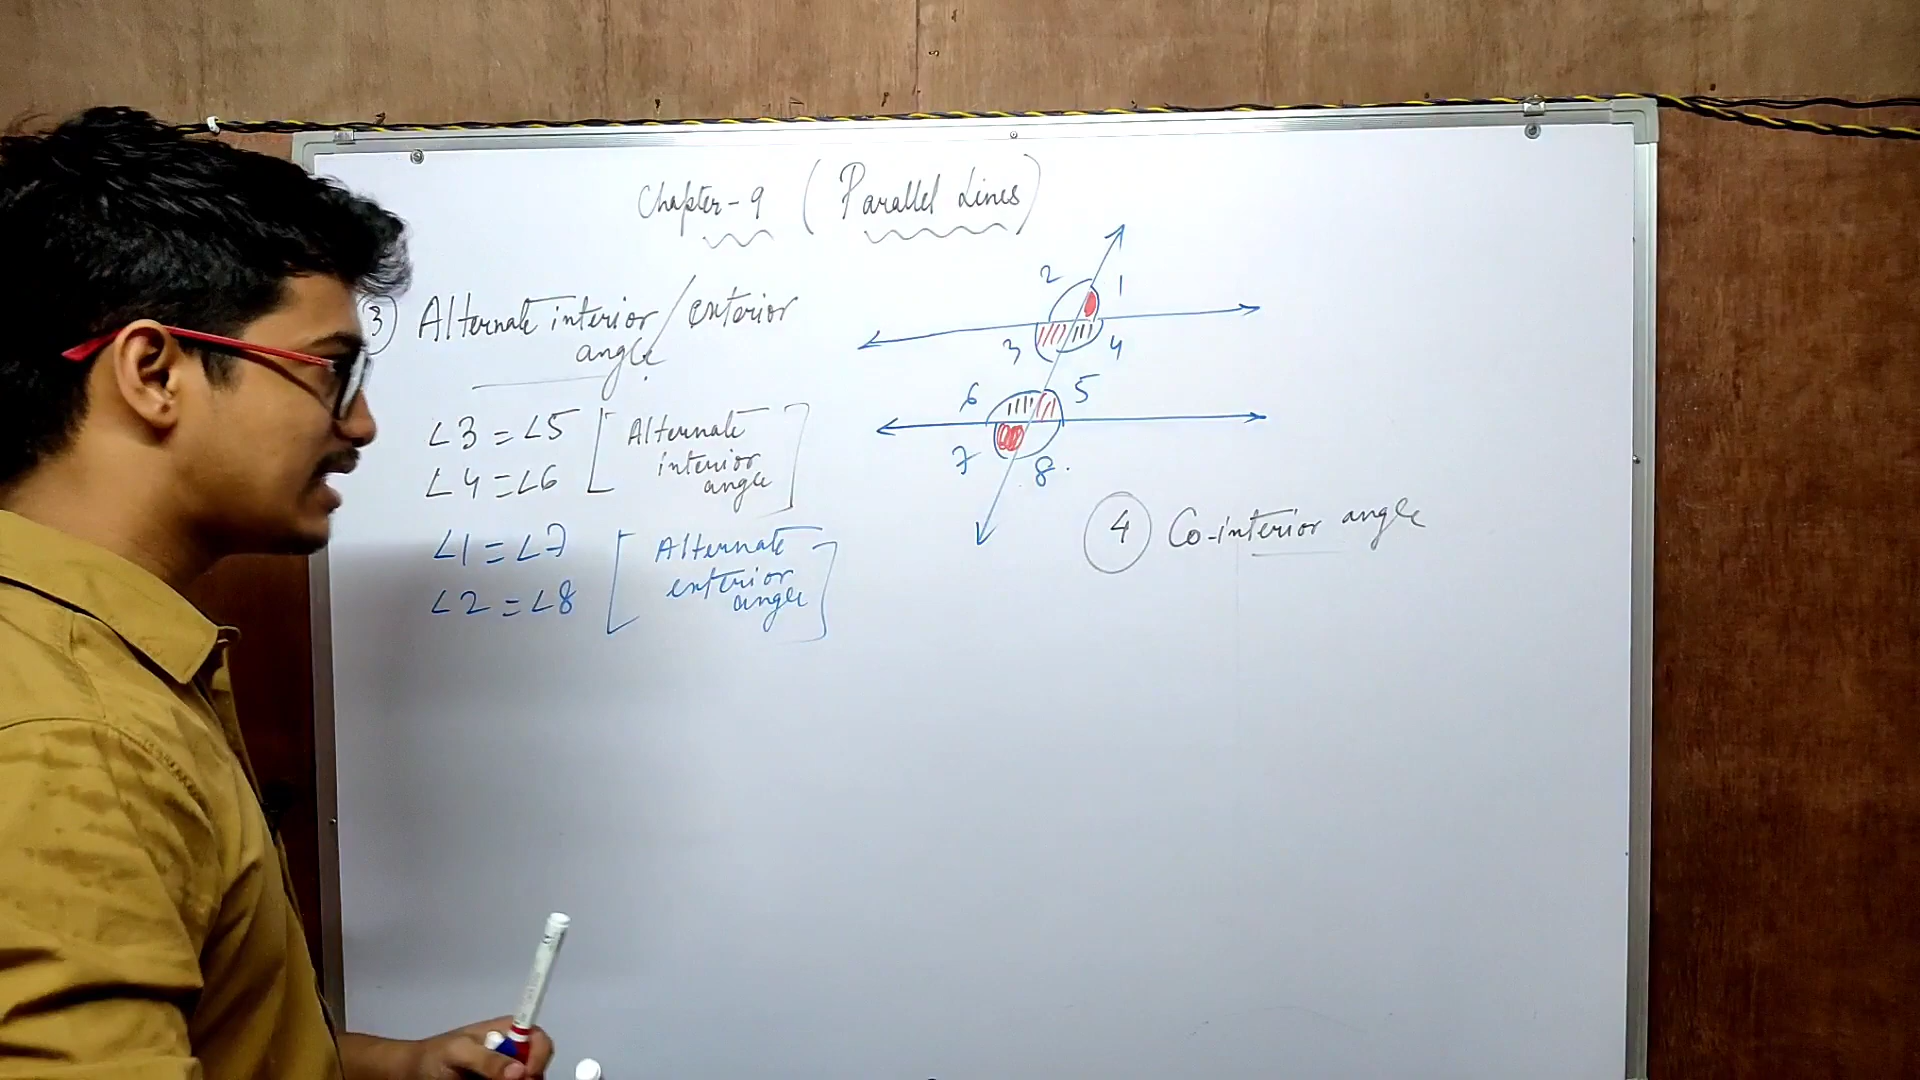 Chapter-9 (Parallel Lines)
3) Alternate interior/exterior
angle.
∠3=∠5 [Alternate
interior
angle]
∠4=∠6
∠1=∠7 [Alternate
exterior
angle]
∠2=∠8
2 1
3 4
6 5
7 8.
4 Co-interior angle